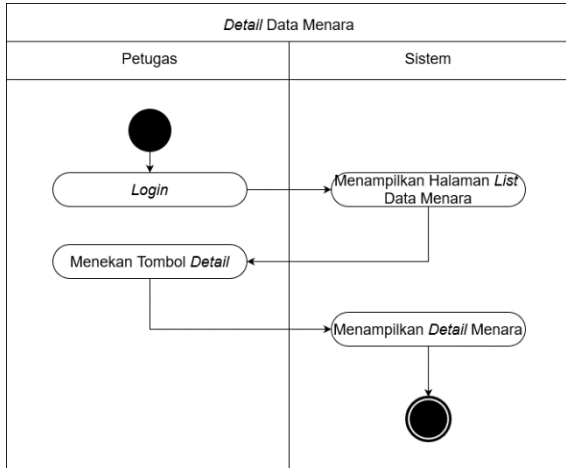 Detail Data Menara
Petugas
Sistem
Login
Menampilkan Halaman List
Data Menara
Menekan Tombol Detail
Menampilkan Detail Menara